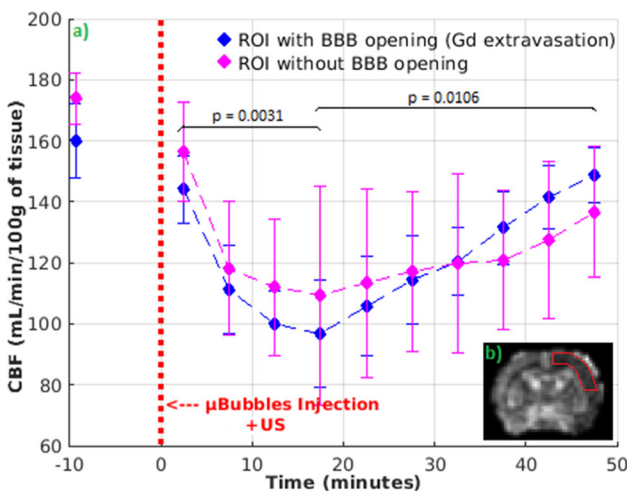 a)
ROI with BBB opening (Gd extravasation)
ROI without BBB opening
p = 0.0031
p = 0.0106
200
180
160
140
120
100
80
60
CBF (mL/min/100g of tissue)
<--- µBubbles Injection
+US
b)
-10 0 10 20 30 40 50
Time (minutes)